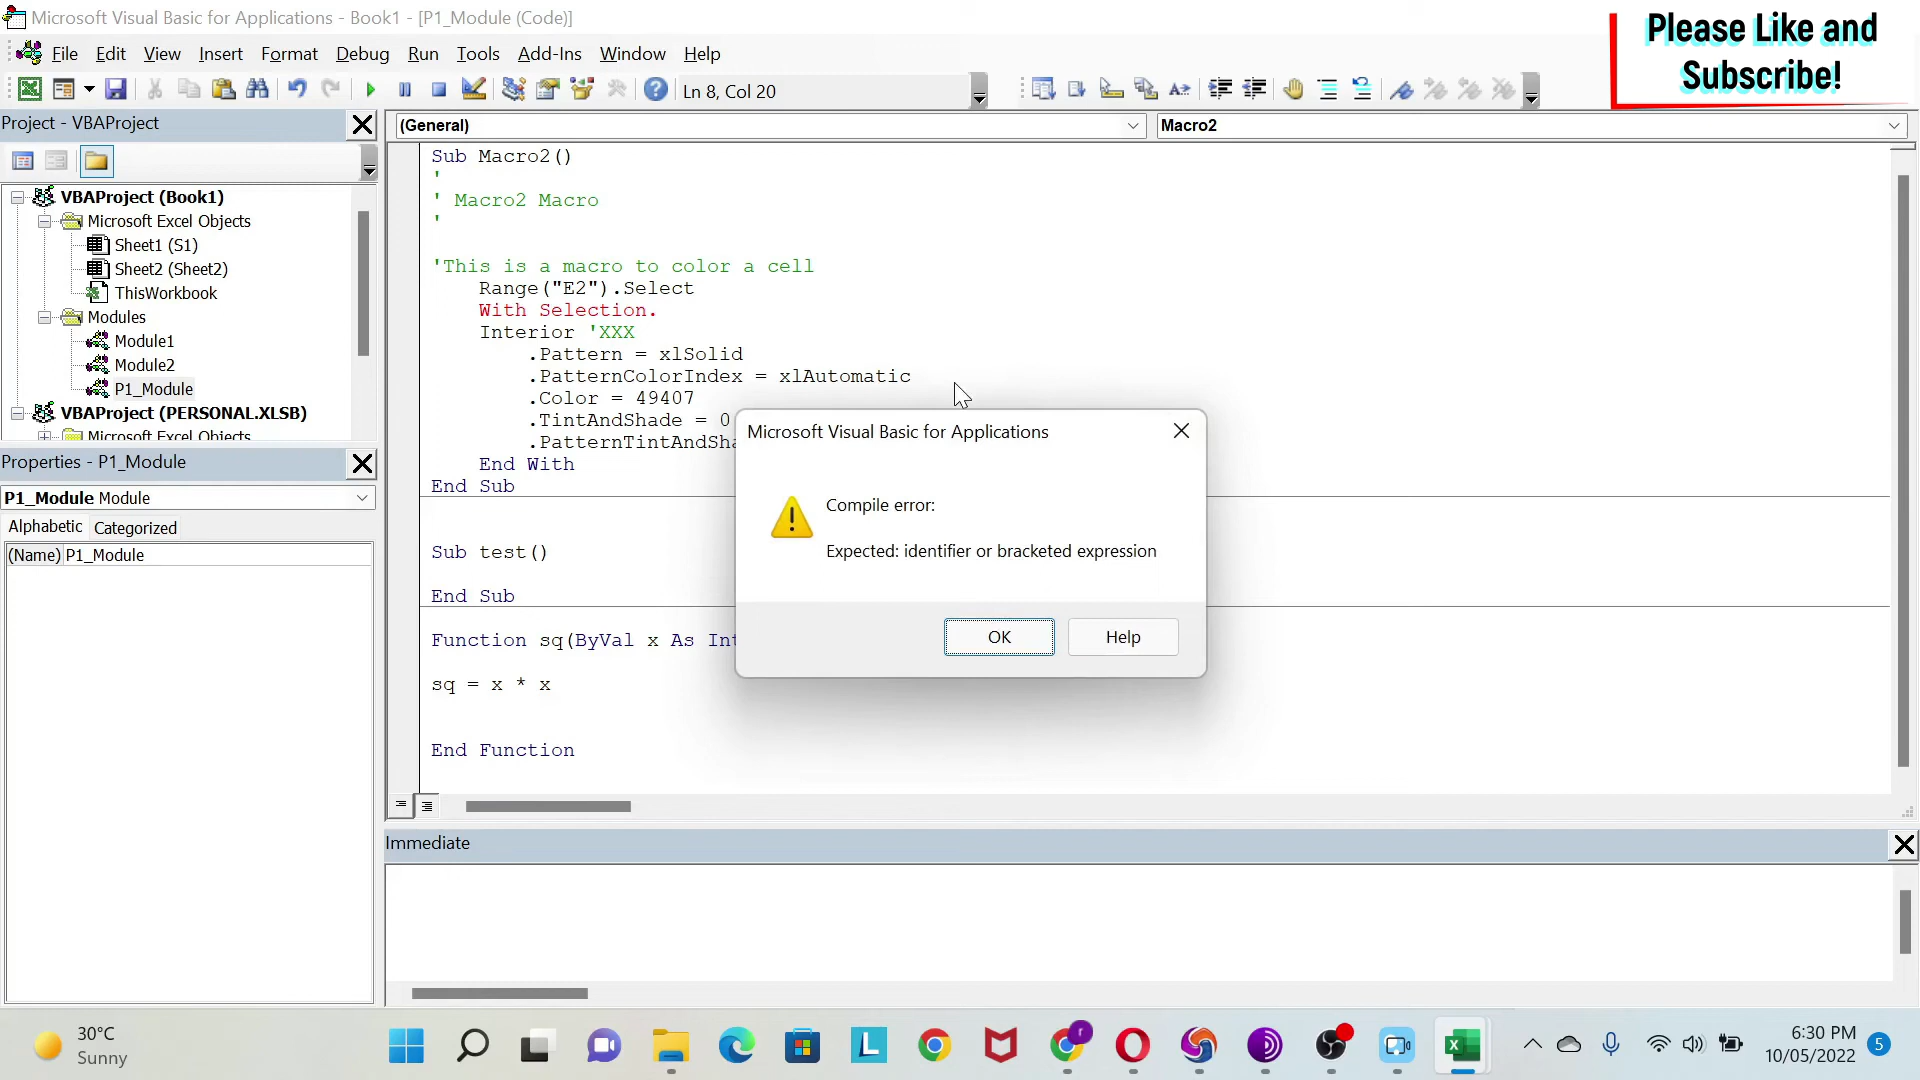 Microsoft Visual Basic for Applications - Book1 - [P1_Module (Code)]
Please Like and
Subscribe!
File Edit View Insert Format Debug Run Tools Add-Ins Window Help
Ln 8, Col 20
Project - VBAProject
(General)
Macro2
VBAProject (Book1)
Microsoft Excel Objects
Sheet1 (S1)
Sheet2 (Sheet2)
ThisWorkbook
Modules
Module1
Module2
P1_Module
VBAProject (PERSONAL.XLSB)
Microsoft Excel Objects
Properties - P1_Module
P1_Module Module
Alphabetic Categorized
(Name) P1_Module
Sub Macro2()
'
' Macro2 Macro
'
'This is a macro to color a cell
Range("E2").Select
With Selection.
Interior 'XXX
.Pattern = xlSolid
.PatternColorIndex = xlAutomatic
.Color = 49407
.TintAndShade = 0
.PatternTintAndSha
End With
End Sub
Sub test()
End Sub
Function sq(ByVal x As Int
sq = x * x
End Function
Microsoft Visual Basic for Applications
Compile error:
Expected: identifier or bracketed expression
OK
Help
Immediate
30°C
Sunny
r
6:30 PM
10/05/2022
5